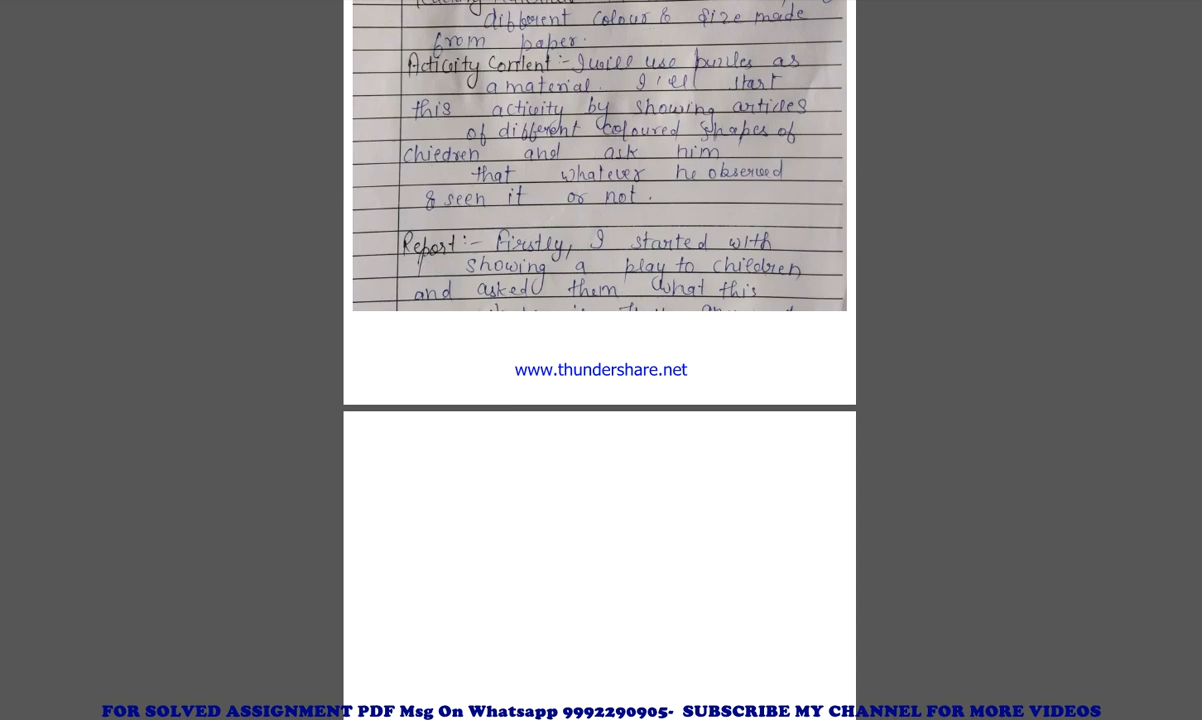 different colour & size made
from paper.
Acticity Content :- I will use puzzles as
a material. I'ell start
this activity by showing articles
of different coloured shapes of
children and ask him
that whatever he observed
& seen it or not.
Report :- Firstly, I started with
showing a play to children
and asked them what this
www.thundershare.net
FOR SOLVED ASSIGNMENT PDF Msg On Whatsapp 9992290905- SUBSCRIBE MY CHANNEL FOR MORE VIDEOS